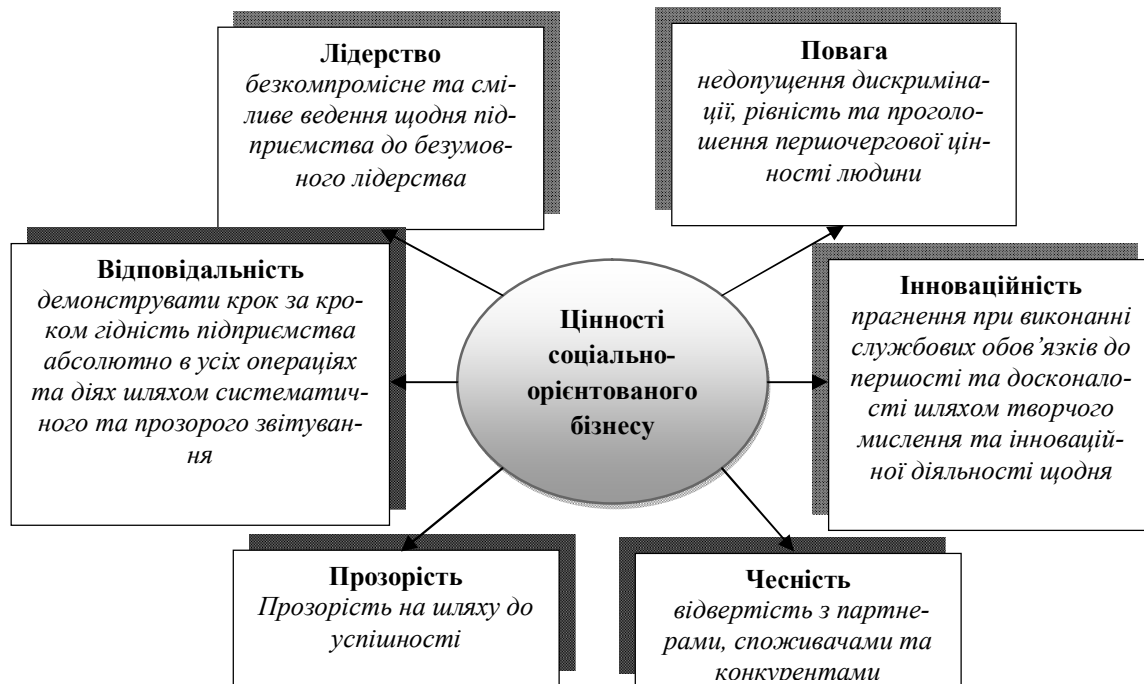 Лідерство
безкомпромісне та смі-
ливе ведення щодня під-
приємства до безумов-
ного лідерства
Повага
недопущення дискриміна-
ції, рівність та проголо-
шення першочергової цін-
ності людини
Відповідальність
демонструвати крок за кро-
ком гідність підприємства
абсолютно в усіх операціях
та діях шляхом систематич-
ного та прозорого звітуван-
ня
Цінності
соціально-
орієнтованого
бізнесу
Інноваційність
прагнення при виконанні
службових обов’язків до
першості та досконало-
сті шляхом творчого
мислення та інновацій-
ної діяльності щодня
Прозорість
Прозорість на шляху до
успішності
Чесність
відвертість з партне-
рами, споживачами та
конкурентами